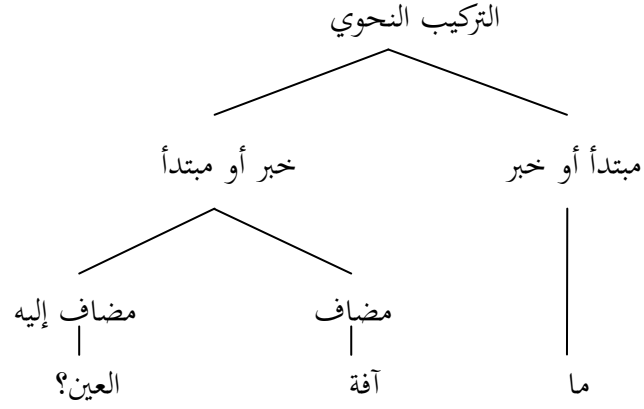 التركيب النحوي
مبتدأ أو خبر خبر أو مبتدأ
مضاف مضاف إليه
ما آفة العين؟